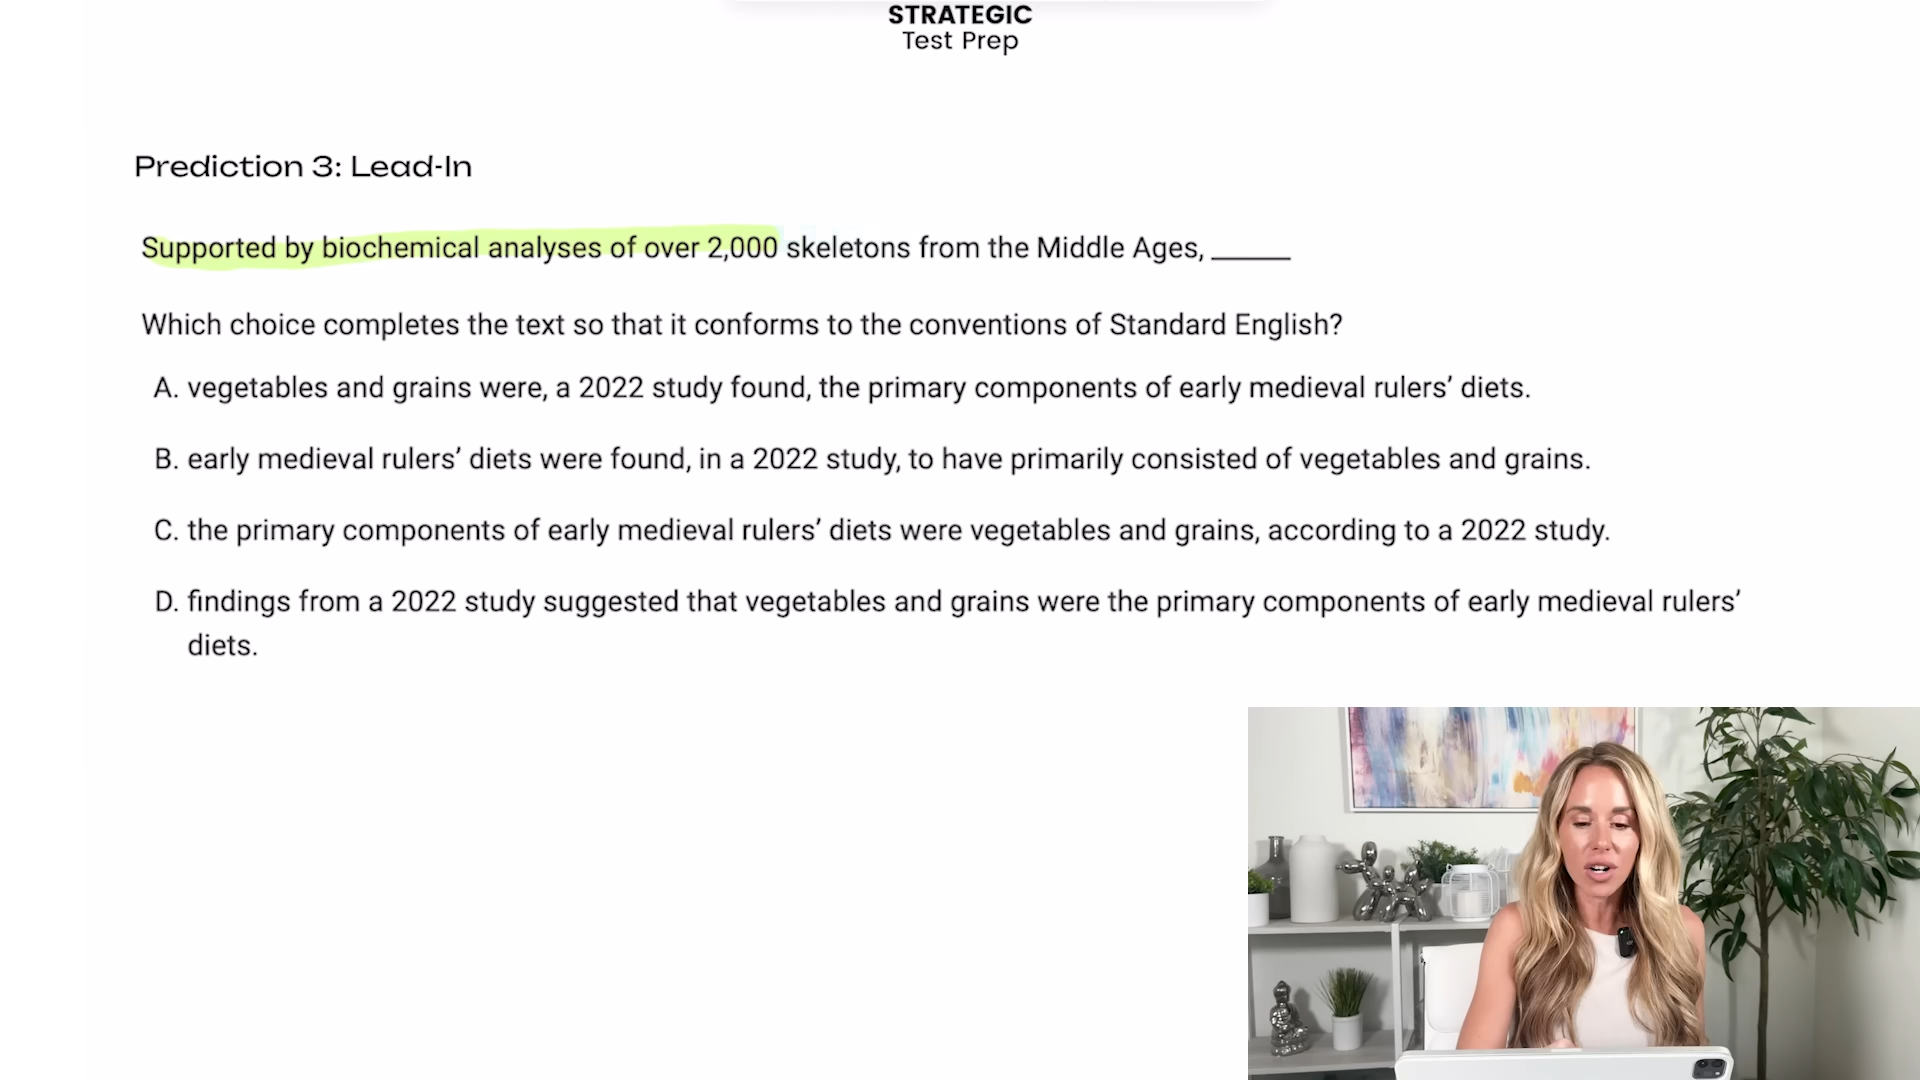 STRATEGIC
Test Prep
Prediction 3: Lead-In
Supported by biochemical analyses of over 2,000 skeletons from the Middle Ages, ______
Which choice completes the text so that it conforms to the conventions of Standard English?
A. vegetables and grains were, a 2022 study found, the primary components of early medieval rulers’ diets.
B. early medieval rulers’ diets were found, in a 2022 study, to have primarily consisted of vegetables and grains.
C. the primary components of early medieval rulers’ diets were vegetables and grains, according to a 2022 study.
D. findings from a 2022 study suggested that vegetables and grains were the primary components of early medieval rulers’
diets.